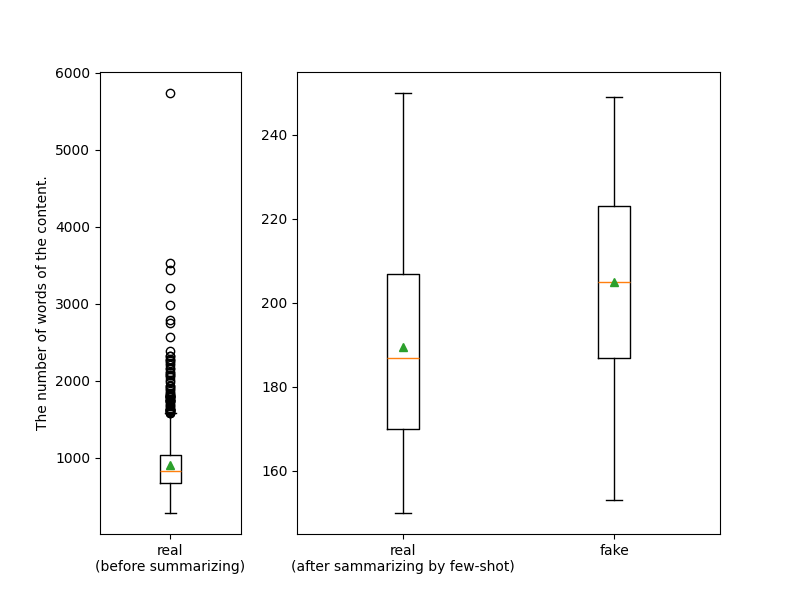 The number of words of the content.
6000
5000
4000
3000
2000
1000
real
(before summarizing)
240
220
200
180
160
real
(after sammarizing by few-shot)
fake